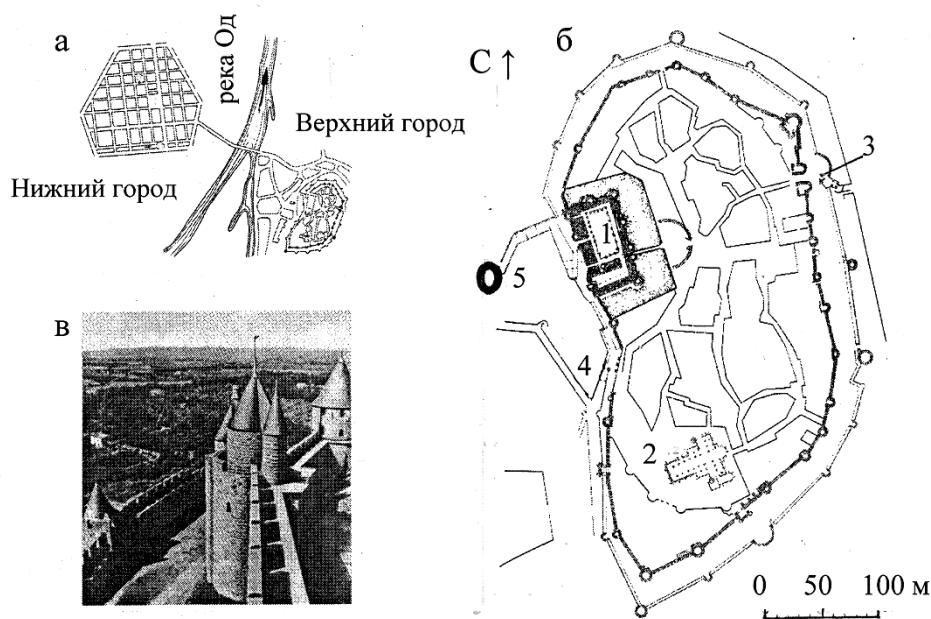 а
река Од
Верхний город
Нижний город
б
С ↑
3
1
5
4
2
в
0 50 100 м